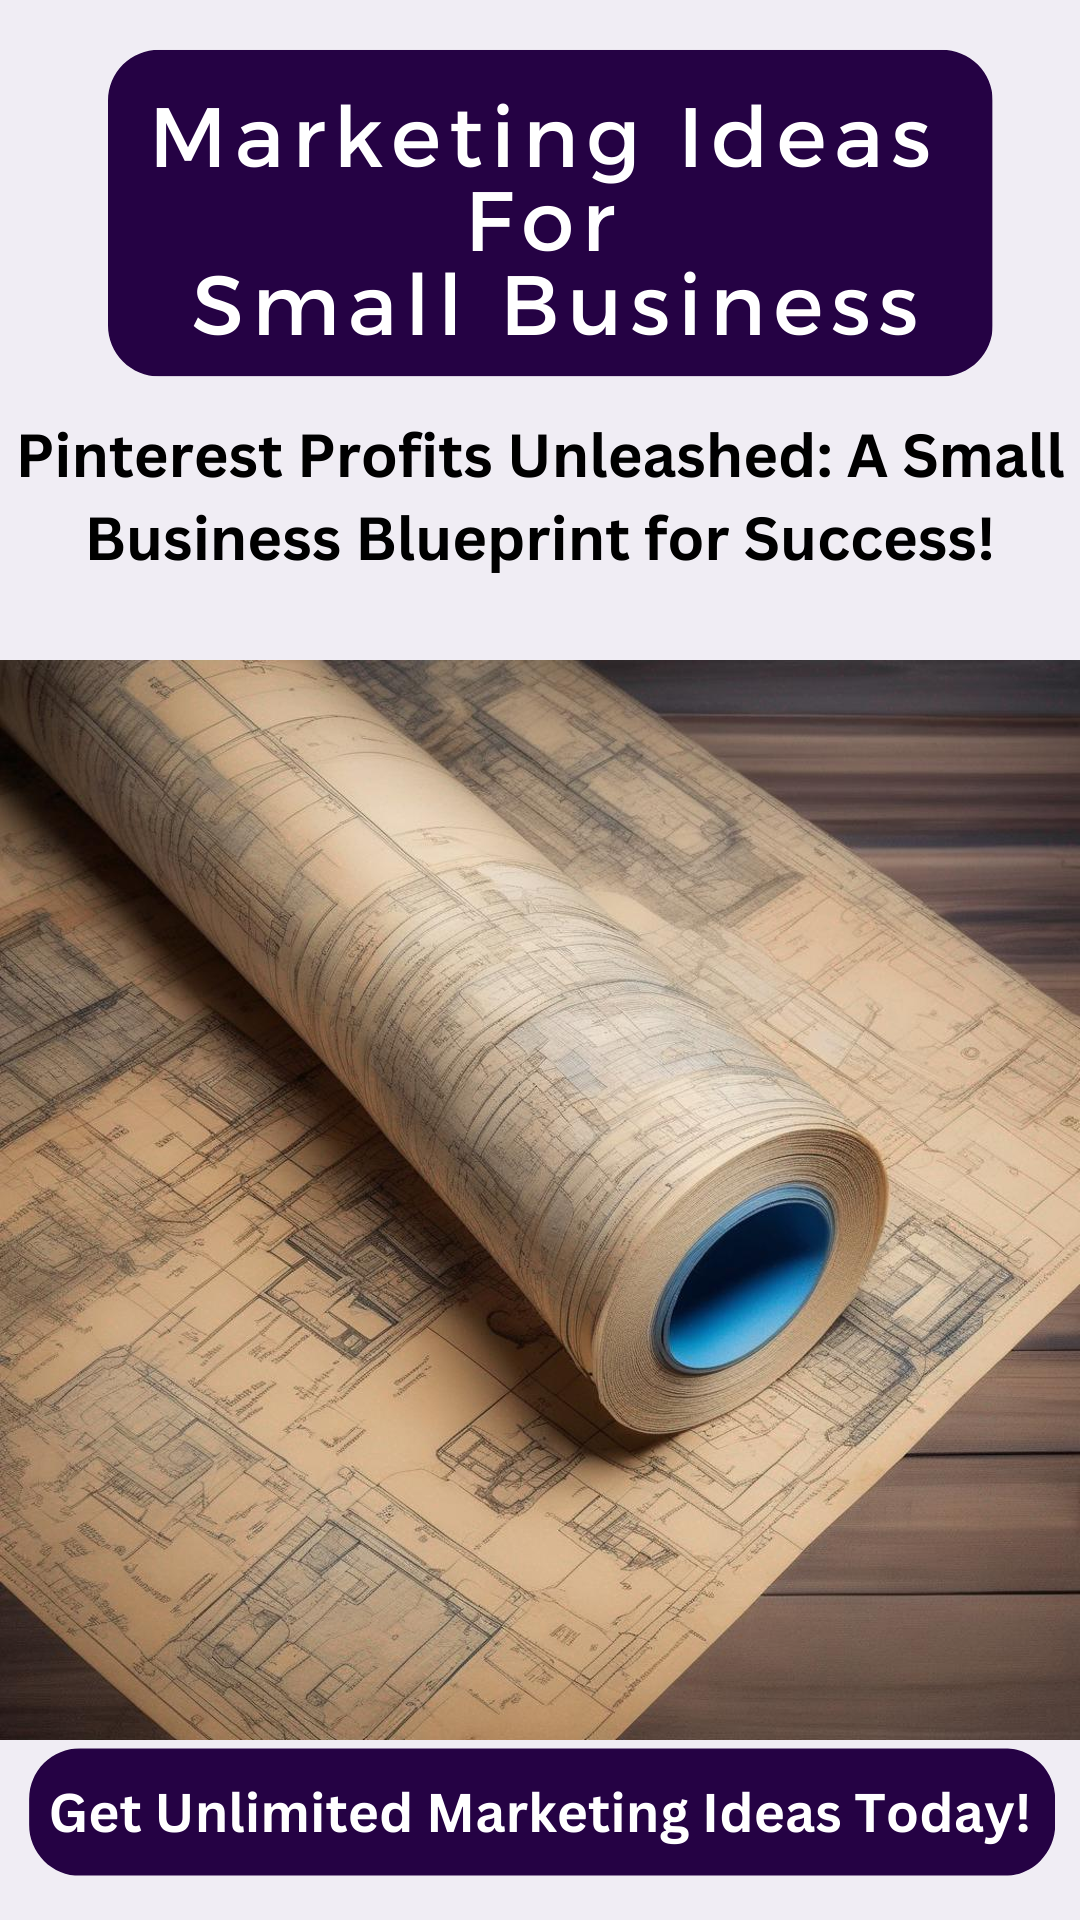 Marketing Ideas
For
Small Business
Pinterest Profits Unleashed: A Small
Business Blueprint for Success!
Get Unlimited Marketing Ideas Today!